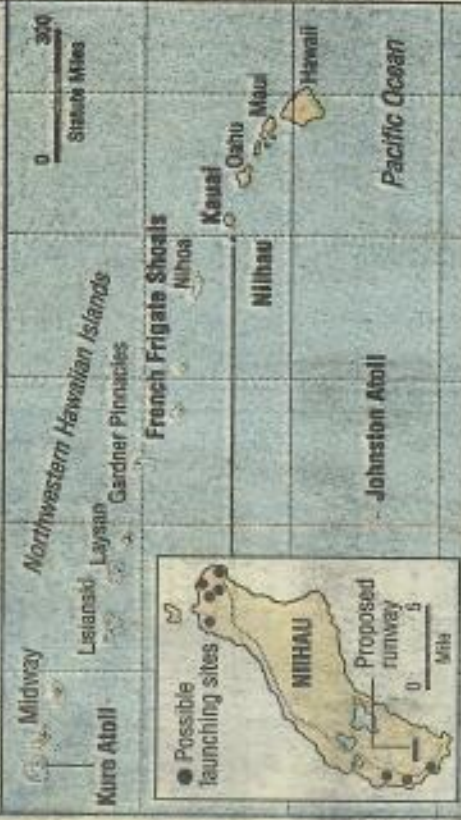 0 300
Statute Miles
Midway
Northwestern Hawaiian Islands
Kure Atoll
Lisianski
Laysan
Gardner Pinnacles
French Frigate Shoals
Nihoa
Kauai
Oahu
Maui
Hawaii
Niihau
Johnston Atoll
Pacific Ocean
Possible
launching sites
NIIHAU
Proposed
runway
0 5
Mile